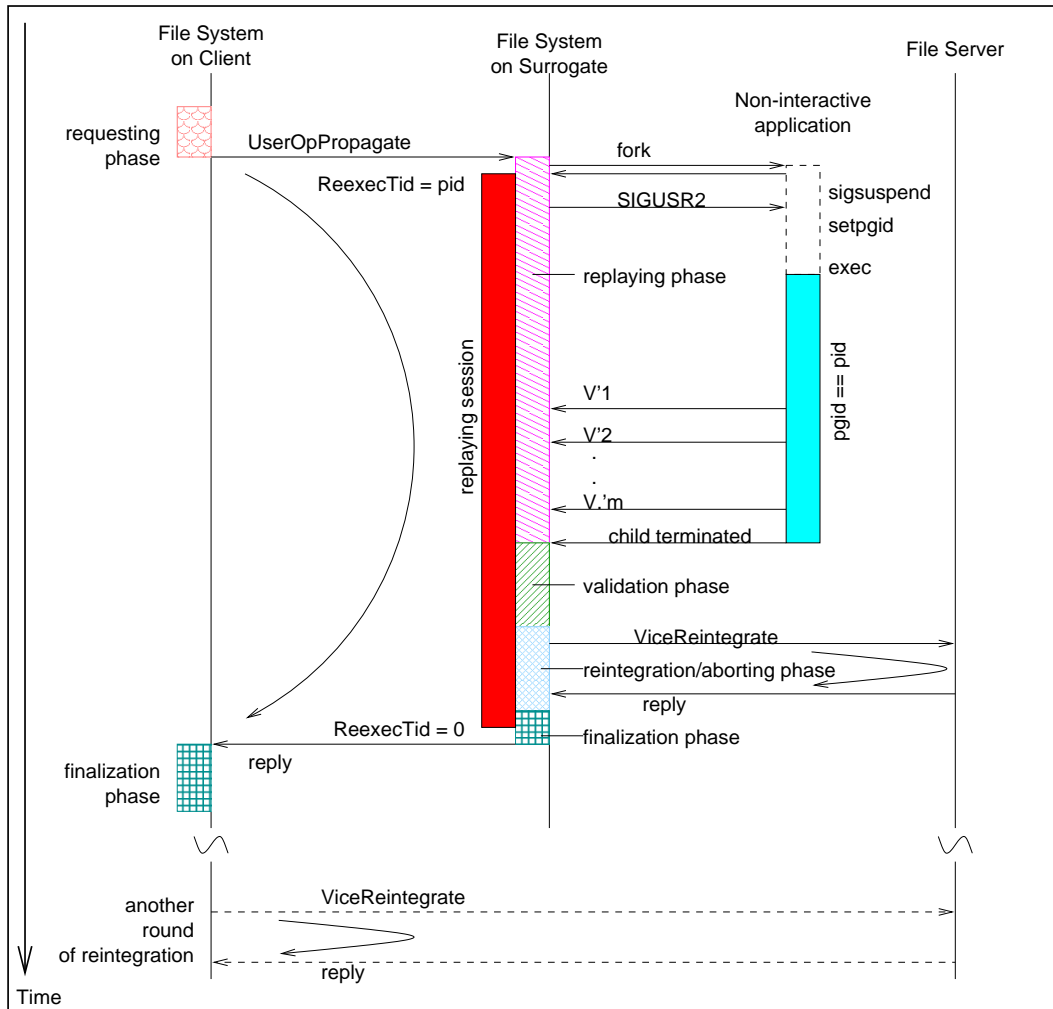 File System
on Client
File System
on Surrogate
File Server
Non-interactive
application
requesting
phase
UserOpPropagate
fork
ReexecTid = pid
SIGUSR2
sigsuspend
setpgid
exec
replaying phase
replaying session
pgid == pid
V'1
V'2
.
.
V.'m
child terminated
validation phase
ViceReintegrate
reintegration/aborting phase
reply
ReexecTid = 0
finalization phase
reply
finalization
phase
ViceReintegrate
another
round
of reintegration
reply
Time